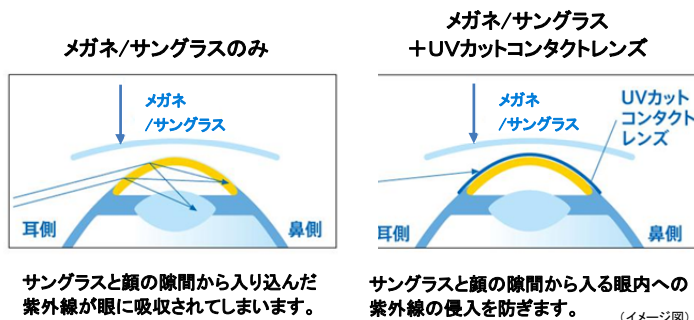 メガネ/サングラスのみ
メガネ
/サングラス
耳側
鼻側
サングラスと顔の隙間から入り込んだ
紫外線が眼に吸収されてしまいます。
メガネ/サングラス
＋UVカットコンタクトレンズ
メガネ
/サングラス
UVカット
コンタクト
レンズ
耳側
鼻側
サングラスと顔の隙間から入る眼内への
紫外線の侵入を防ぎます。
（イメージ図）